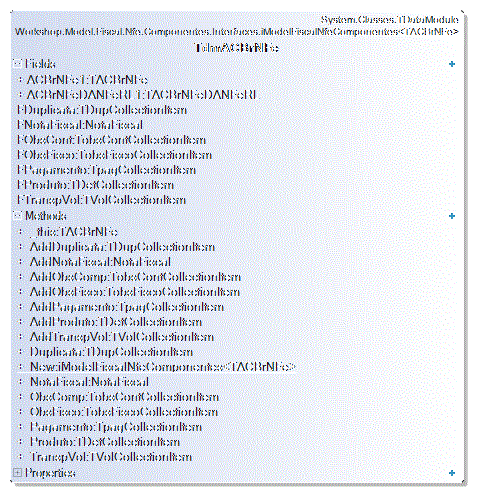 System.Classes.TDataModule
Workshop.Model.Fiscal.Nfe.Componentes.Interfaces.iModelFiscalNfeComponentes<TACBrNFe>
TdmACBrNFe
Fields
ACBrNFe1:TACBrNFe
ACBrNFeDANFeRL1:TACBrNFeDANFeRL
FDuplicata:TDupCollectionItem
FNotaFiscal:NotaFiscal
FObsCont:TobsContCollectionItem
FObsFisco:TobsFiscoCollectionItem
FPagamento:TpagCollectionItem
FProduto:TDetCollectionItem
FTranspVol:TVolCollectionItem
Methods
_this:TACBrNFe
AddDuplicata:TDupCollectionItem
AddNotaFiscal:NotaFiscal
AddObsComp:TobsContCollectionItem
AddObsFisco:TobsFiscoCollectionItem
AddPagamento:TpagCollectionItem
AddProduto:TDetCollectionItem
AddTranspVol:TVolCollectionItem
Duplicata:TDupCollectionItem
New:iModelFiscalNfeComponentes<TACBrNFe>
NotaFiscal:NotaFiscal
ObsComp:TobsContCollectionItem
ObsFisco:TobsFiscoCollectionItem
Pagamento:TpagCollectionItem
Produto:TDetCollectionItem
TranspVol:TVolCollectionItem
Properties